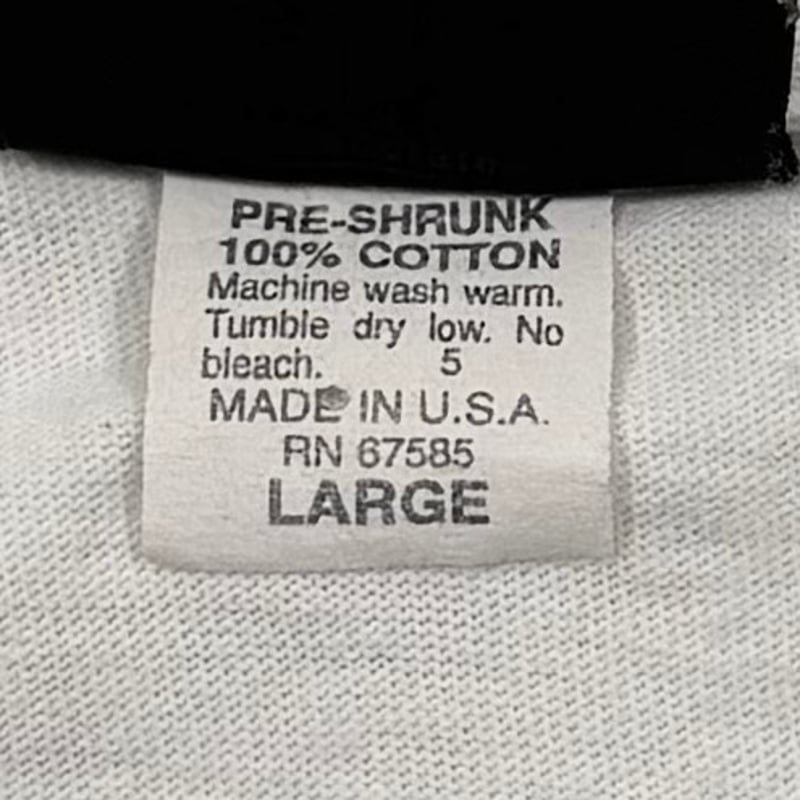 PRE-SHRUNK
100% COTTON
Machine wash warm.
Tumble dry low. No
bleach. 5
MADE IN U.S.A.
RN 67585
LARGE